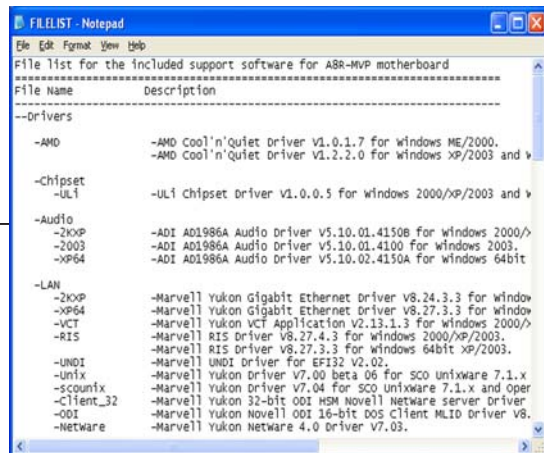 FILELIST - Notepad
File Edit Format View Help
File list for the included support software for A8R-MVP motherboard
======================================================================
File Name Description
----------------------------------------------------------------------
--Drivers
-AMD -AMD Cool'n'Quiet Driver V1.0.1.7 for Windows ME/2000.
-AMD Cool'n'Quiet Driver V1.2.2.0 for Windows XP/2003 and W
-Chipset
-ULi -ULi Chipset Driver V1.0.0.5 for Windows 2000/XP/2003 and W
-Audio
-2KXP -ADI AD1986A Audio Driver V5.10.01.4150B for Windows 2000/X
-2003 -ADI AD1986A Audio Driver V5.10.01.4100 for Windows 2003.
-XP64 -ADI AD1986A Audio Driver V5.10.02.4150A for Windows 64bit
-LAN
-2KXP -Marvell Yukon Gigabit Ethernet Driver V8.24.3.3 for Window
-XP64 -Marvell Yukon Gigabit Ethernet Driver V8.27.3.3 for Window
-VCT -Marvell Yukon VCT Application V2.13.1.3 for Windows 2000/X
-RIS -Marvell RIS Driver V8.27.4.3 for Windows 2000/XP/2003.
-Marvell RIS Driver V8.27.3.3 for Windows 64bit XP/2003.
-UNDI -Marvell UNDI Driver for EFI32 V2.02.
-Unix -Marvell Yukon Driver V7.00 beta 06 for SCO Unixware 7.1.x
-scounix -Marvell Yukon Driver V7.04 for SCO Unixware 7.1.x and Oper
-Client_32 -Marvell Yukon 32-bit ODI HSM Novell Netware server Driver
-ODI -Marvell Yukon Novell ODI 16-bit DOS Client MLID Driver V8.
-Netware -Marvell Yukon Netware 4.0 Driver V7.03.